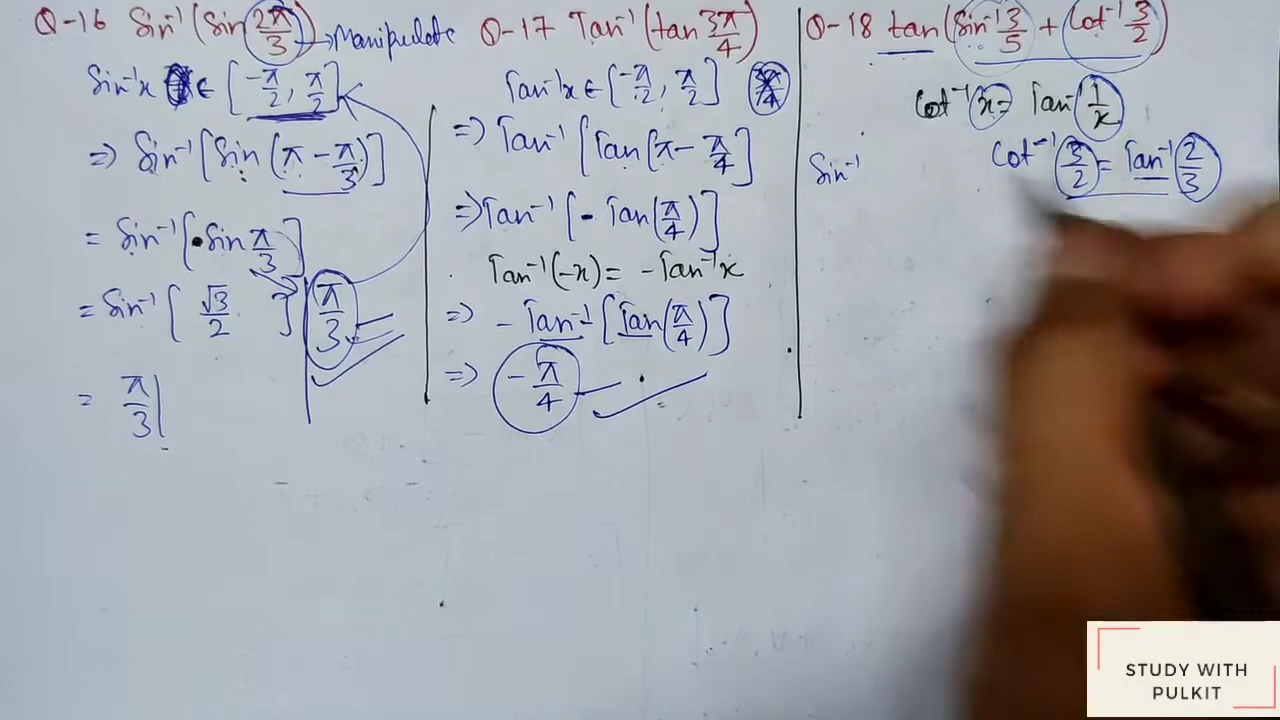 Q-16 Sin⁻¹(Sin 2π/3) → Manipulate
Sin⁻¹x ∈ [-π/2, π/2]
=> Sin⁻¹[Sin(π - π/3)]
= Sin⁻¹[Sin π/3]
= Sin⁻¹[√3/2] π/3
= π/3
Q-17 Tan⁻¹(tan 3π/4)
Tan⁻¹x ∈ [-π/2, π/2]
=> Tan⁻¹[Tan(π - π/4]
=> Tan⁻¹[- Tan(π/4)]
Tan⁻¹(-x) = -Tan⁻¹x
=> - Tan⁻¹[Tan(π/4)]
=> -π/4
Q-18 tan(Sin⁻¹ 3/5 + Cot⁻¹ 3/2)
Cot⁻¹x = Tan⁻¹ 1/x
Cot⁻¹ 3/2 = Tan⁻¹ 2/3
Sin⁻¹
STUDY WITH
PULKIT